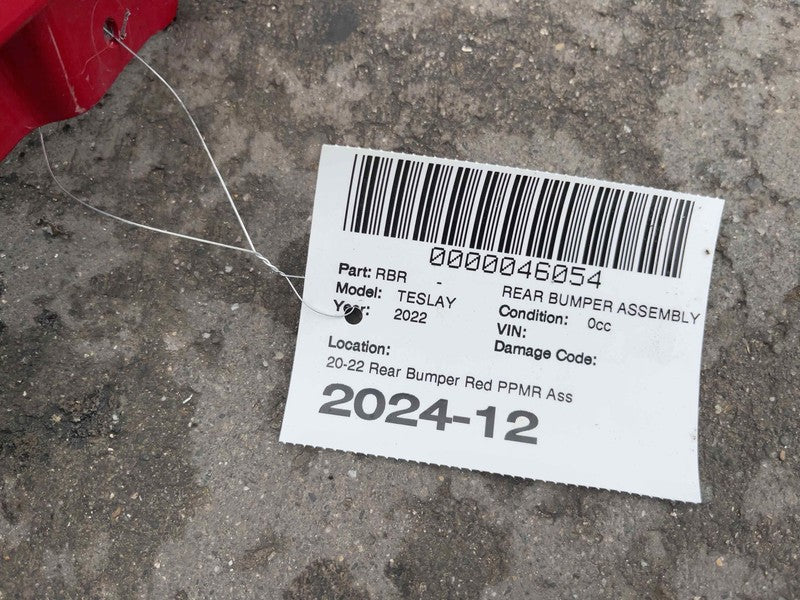 0000046054
Part: RBR - REAR BUMPER ASSEMBLY
Model: TESLAY Condition: 0cc
Year: 2022 VIN:
Damage Code:
Location:
20-22 Rear Bumper Red PPMR Ass
2024-12